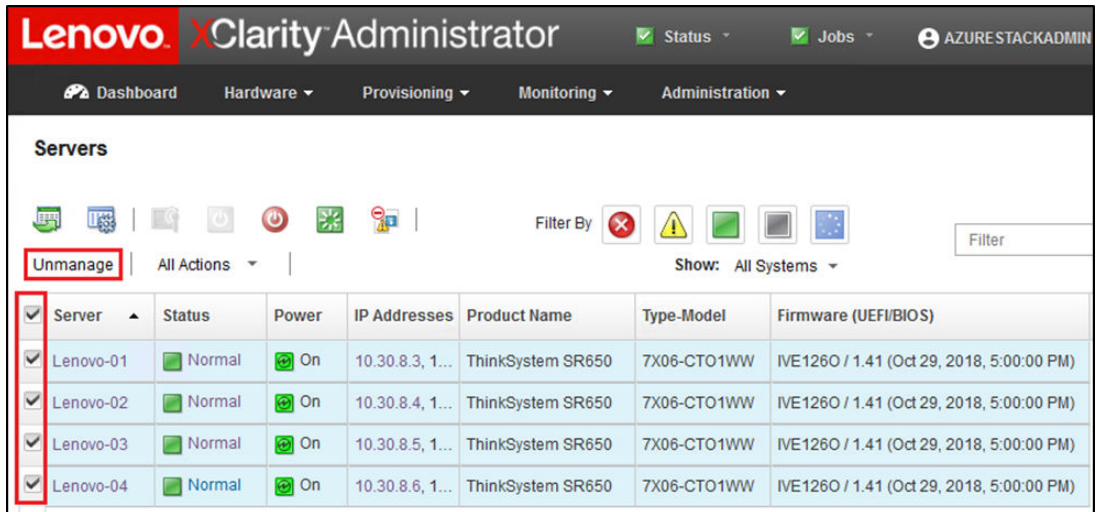 Lenovo. XClarity Administrator Status Jobs AZURESTACKADMIN
Dashboard Hardware Provisioning Monitoring Administration
Servers
Filter By
Filter
Unmanage All Actions Show: All Systems
Server Status Power IP Addresses Product Name Type-Model Firmware (UEFI/BIOS)
Lenovo-01 Normal On 10.30.8.3, 1... ThinkSystem SR650 7X06-CTO1WW IVE126O / 1.41 (Oct 29, 2018, 5:00:00 PM)
Lenovo-02 Normal On 10.30.8.4, 1... ThinkSystem SR650 7X06-CTO1WW IVE126O / 1.41 (Oct 29, 2018, 5:00:00 PM)
Lenovo-03 Normal On 10.30.8.5, 1... ThinkSystem SR650 7X06-CTO1WW IVE126O / 1.41 (Oct 29, 2018, 5:00:00 PM)
Lenovo-04 Normal On 10.30.8.6, 1... ThinkSystem SR650 7X06-CTO1WW IVE126O / 1.41 (Oct 29, 2018, 5:00:00 PM)